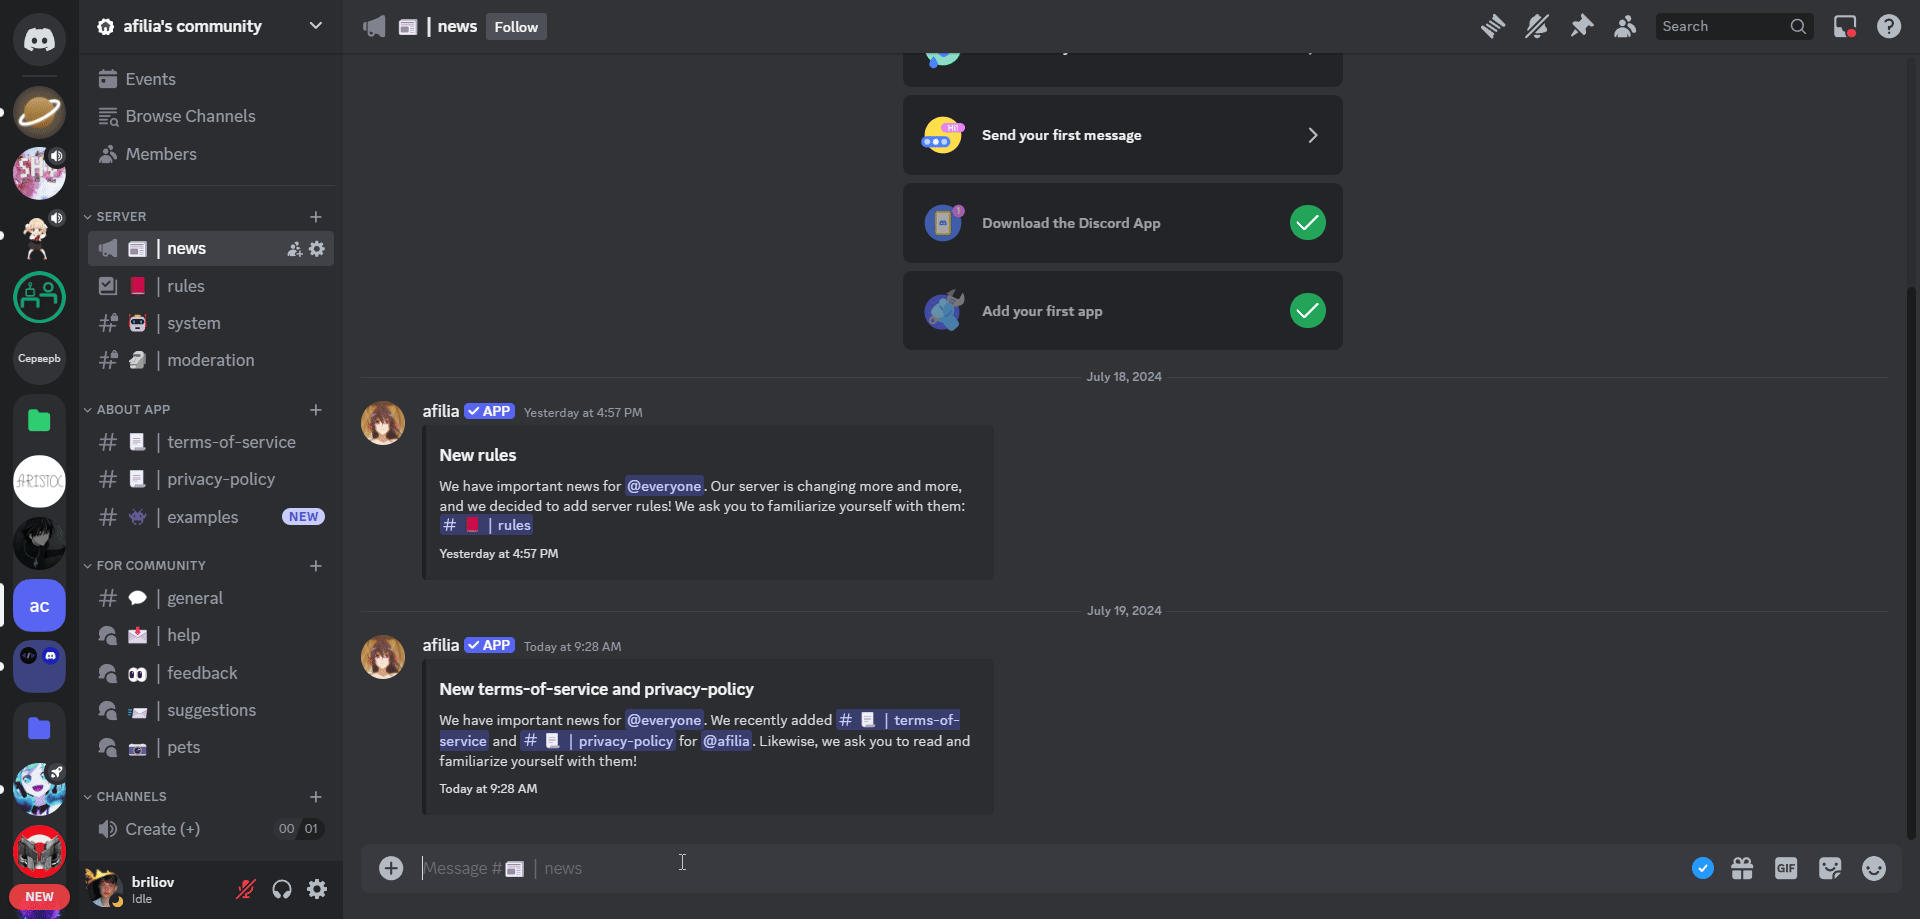 afilia's community
Events
Browse Channels
Members
SERVER
| news
| rules
| system
| moderation
ABOUT APP
| terms-of-service
| privacy-policy
| examples NEW
FOR COMMUNITY
| general
| help
| feedback
| suggestions
| pets
CHANNELS
Create (+) 00 01
briliov
Idle
Серверb
ARISTOC
ac
NEW
| news Follow
Search
Send your first message
Download the Discord App
Add your first app
July 18, 2024
afilia APP Yesterday at 4:57 PM
New rules
We have important news for @everyone. Our server is changing more and more,
and we decided to add server rules! We ask you to familiarize yourself with them:
# | rules
Yesterday at 4:57 PM
July 19, 2024
afilia APP Today at 9:28 AM
New terms-of-service and privacy-policy
We have important news for @everyone. We recently added # | terms-of-
service and # | privacy-policy for @afilia. Likewise, we ask you to read and
familiarize yourself with them!
Today at 9:28 AM
Message # | news
GIF